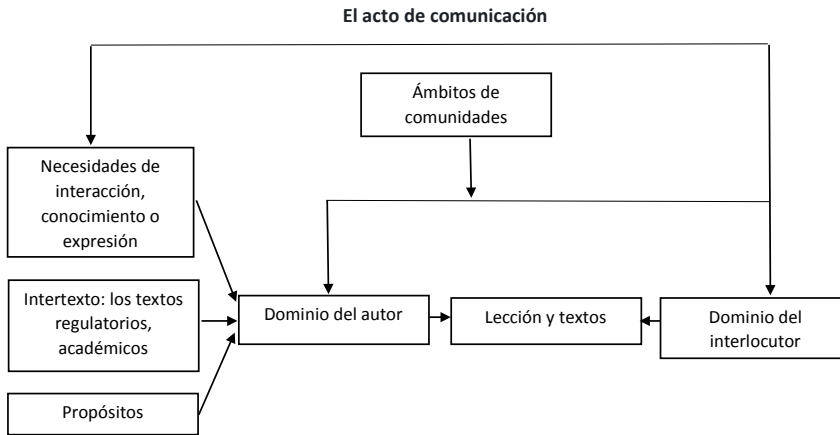 El acto de comunicación
Ámbitos de
comunidades
Necesidades de
interacción,
conocimiento o
expresión
Intertexto: los textos
regulatorios,
académicos
Dominio del autor
Lección y textos
Dominio del
interlocutor
Propósitos